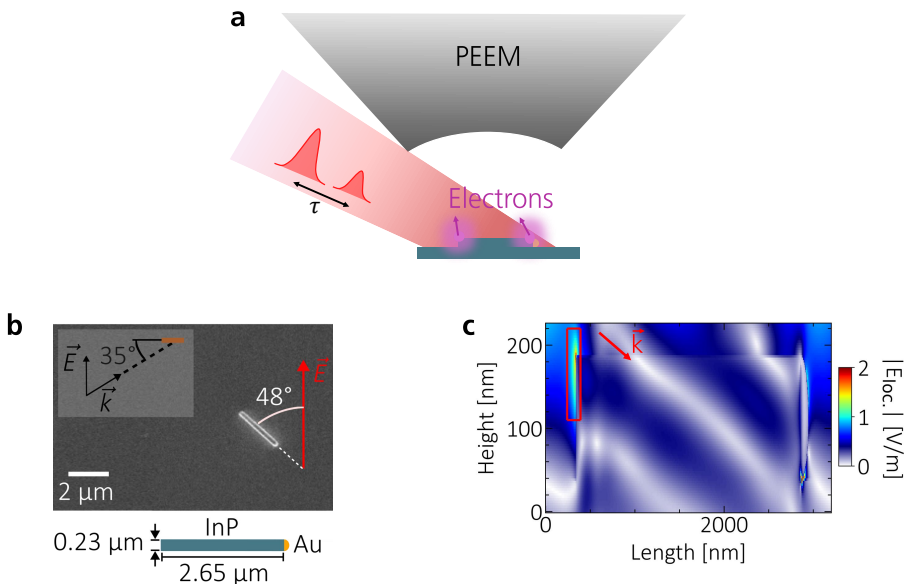 a
PEEM
τ
Electrons
b
E
35°
k
48°
E
2 μm
InP
0.23 μm
Au
2.65 μm
c
k
200
100
0
Height [nm]
0
2000
Length [nm]
2
1
0
|E loc.| [V/m]